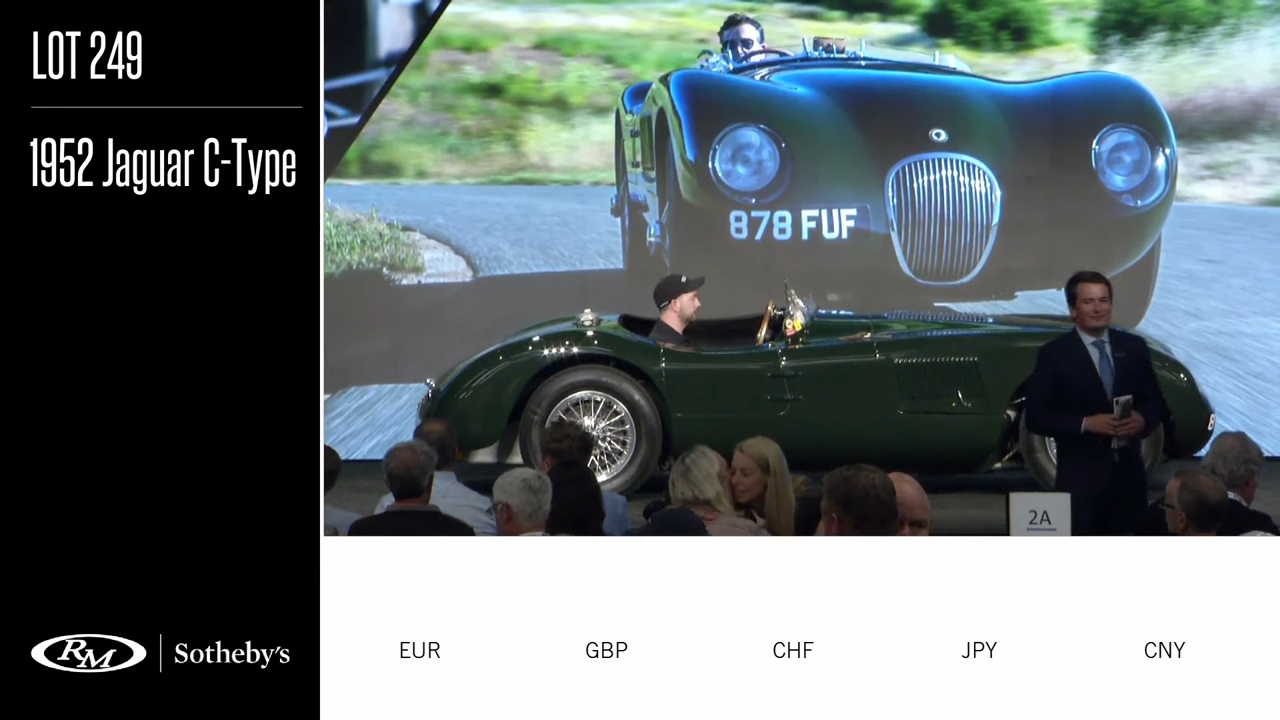 LOT 249
1952 Jaguar C-Type
878 FUF
2A
RM
Sotheby's
EUR GBP CHF JPY CNY